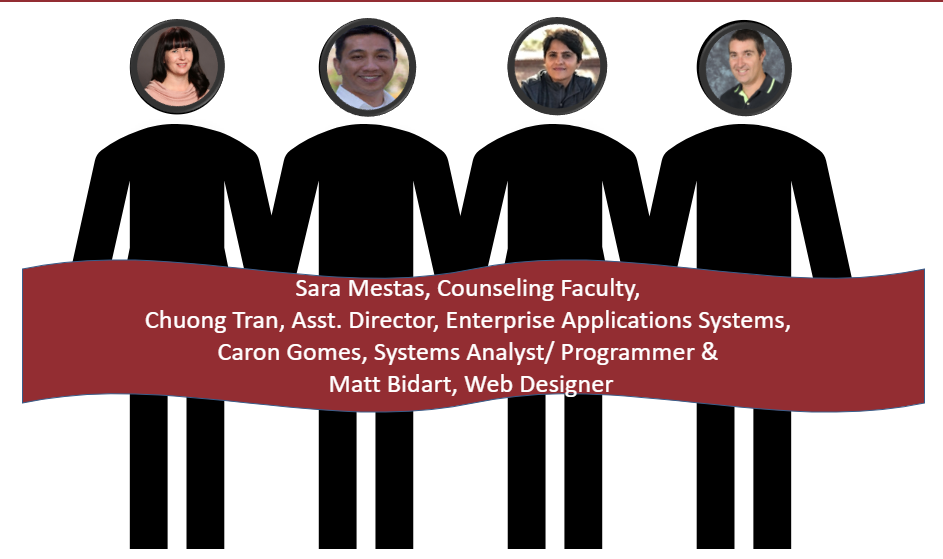 Sara Mestas, Counseling Faculty,
Chuong Tran, Asst. Director, Enterprise Applications Systems,
Caron Gomes, Systems Analyst/ Programmer &
Matt Bidart, Web Designer